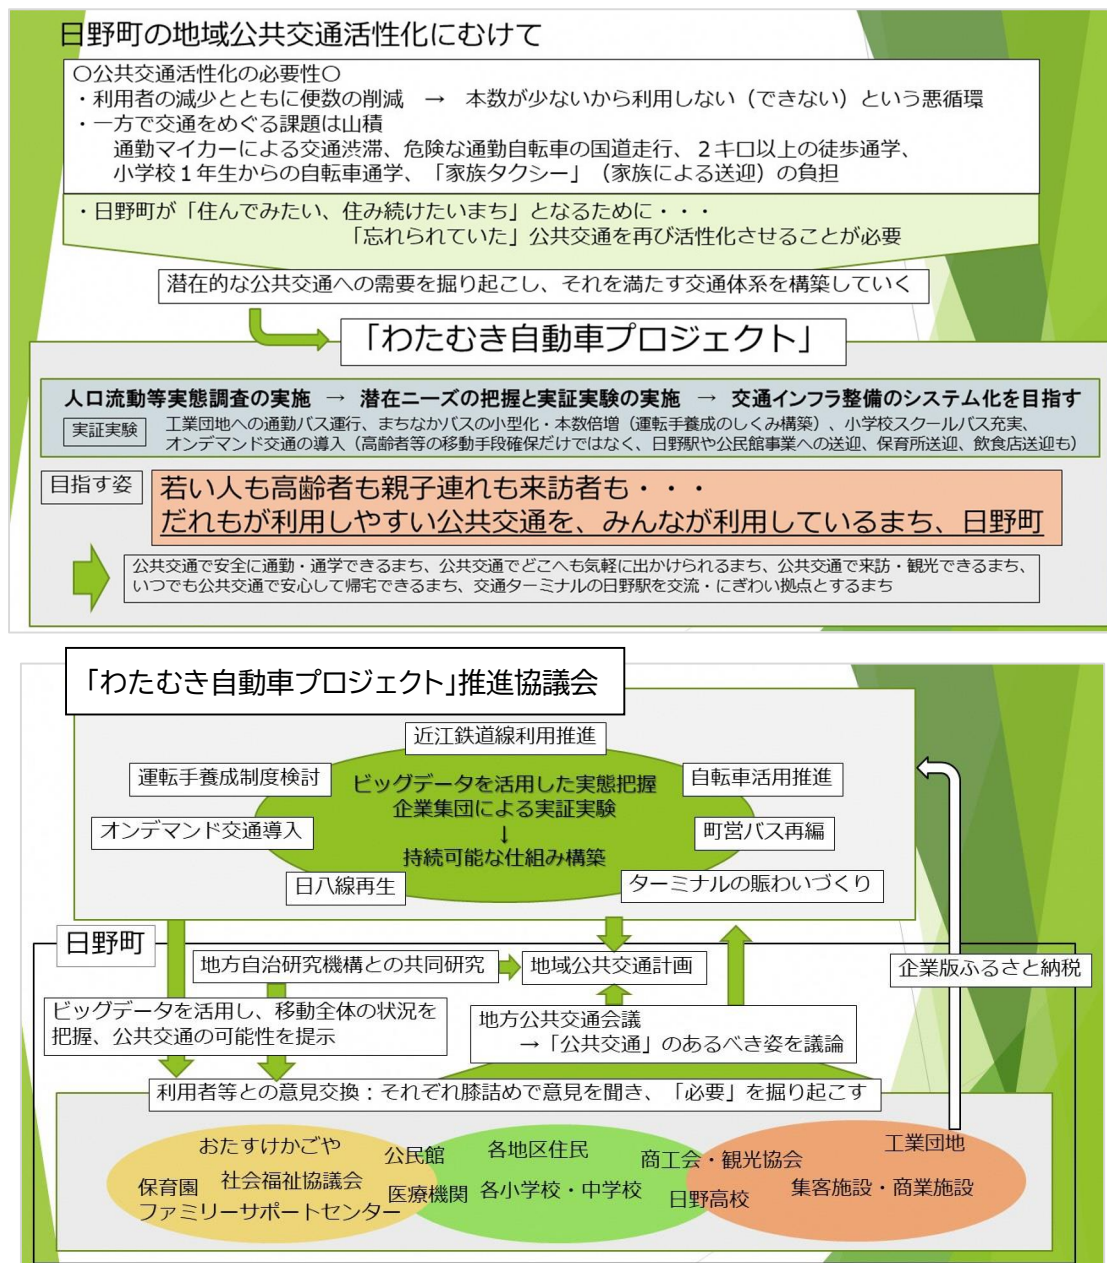 日野町の地域公共交通活性化にむけて
〇公共交通活性化の必要性〇
・利用者の減少とともに便数の削減　→　本数が少ないから利用しない（できない）という悪循環
・一方で交通をめぐる課題は山積
通勤マイカーによる交通渋滞、危険な通勤自転車の国道走行、２キロ以上の徒歩通学、
小学校１年生からの自転車通学、「家族タクシー」（家族による送迎）の負担
・日野町が「住んでみたい、住み続けたいまち」となるために・・・
「忘れられていた」公共交通を再び活性化させることが必要
潜在的な公共交通への需要を掘り起こし、それを満たす交通体系を構築していく
「わたむき自動車プロジェクト」
人口流動等実態調査の実施　→　潜在ニーズの把握と実証実験の実施　→　交通インフラ整備のシステム化を目指す
実証実験
工業団地への通勤バス運行、まちなかバスの小型化・本数倍増（運転手養成のしくみ構築）、小学校スクールバス充実、
オンデマンド交通の導入（高齢者等の移動手段確保だけではなく、日野駅や公民館事業への送迎、保育所送迎、飲食店送迎も）
目指す姿
若い人も高齢者も親子連れも来訪者も・・・
だれもが利用しやすい公共交通を、みんなが利用しているまち、日野町
公共交通で安全に通勤・通学できるまち、公共交通でどこへも気軽に出かけられるまち、公共交通で来訪・観光できるまち、
いつでも公共交通で安心して帰宅できるまち、交通ターミナルの日野駅を交流・にぎわい拠点とするまち
「わたむき自動車プロジェクト」推進協議会
近江鉄道線利用推進
運転手養成制度検討
自転車活用推進
ビッグデータを活用した実態把握
企業集団による実証実験
↓
持続可能な仕組み構築
オンデマンド交通導入
町営バス再編
日八線再生
ターミナルの賑わいづくり
日野町
地方自治研究機構との共同研究
地域公共交通計画
企業版ふるさと納税
ビッグデータを活用し、移動全体の状況を
把握、公共交通の可能性を提示
地方公共交通会議
→「公共交通」のあるべき姿を議論
利用者等との意見交換：それぞれ膝詰めで意見を聞き、「必要」を掘り起こす
おたすけかごや
公民館
各地区住民
商工会・観光協会
工業団地
保育園
社会福祉協議会
医療機関
各小学校・中学校
日野高校
集客施設・商業施設
ファミリーサポートセンター